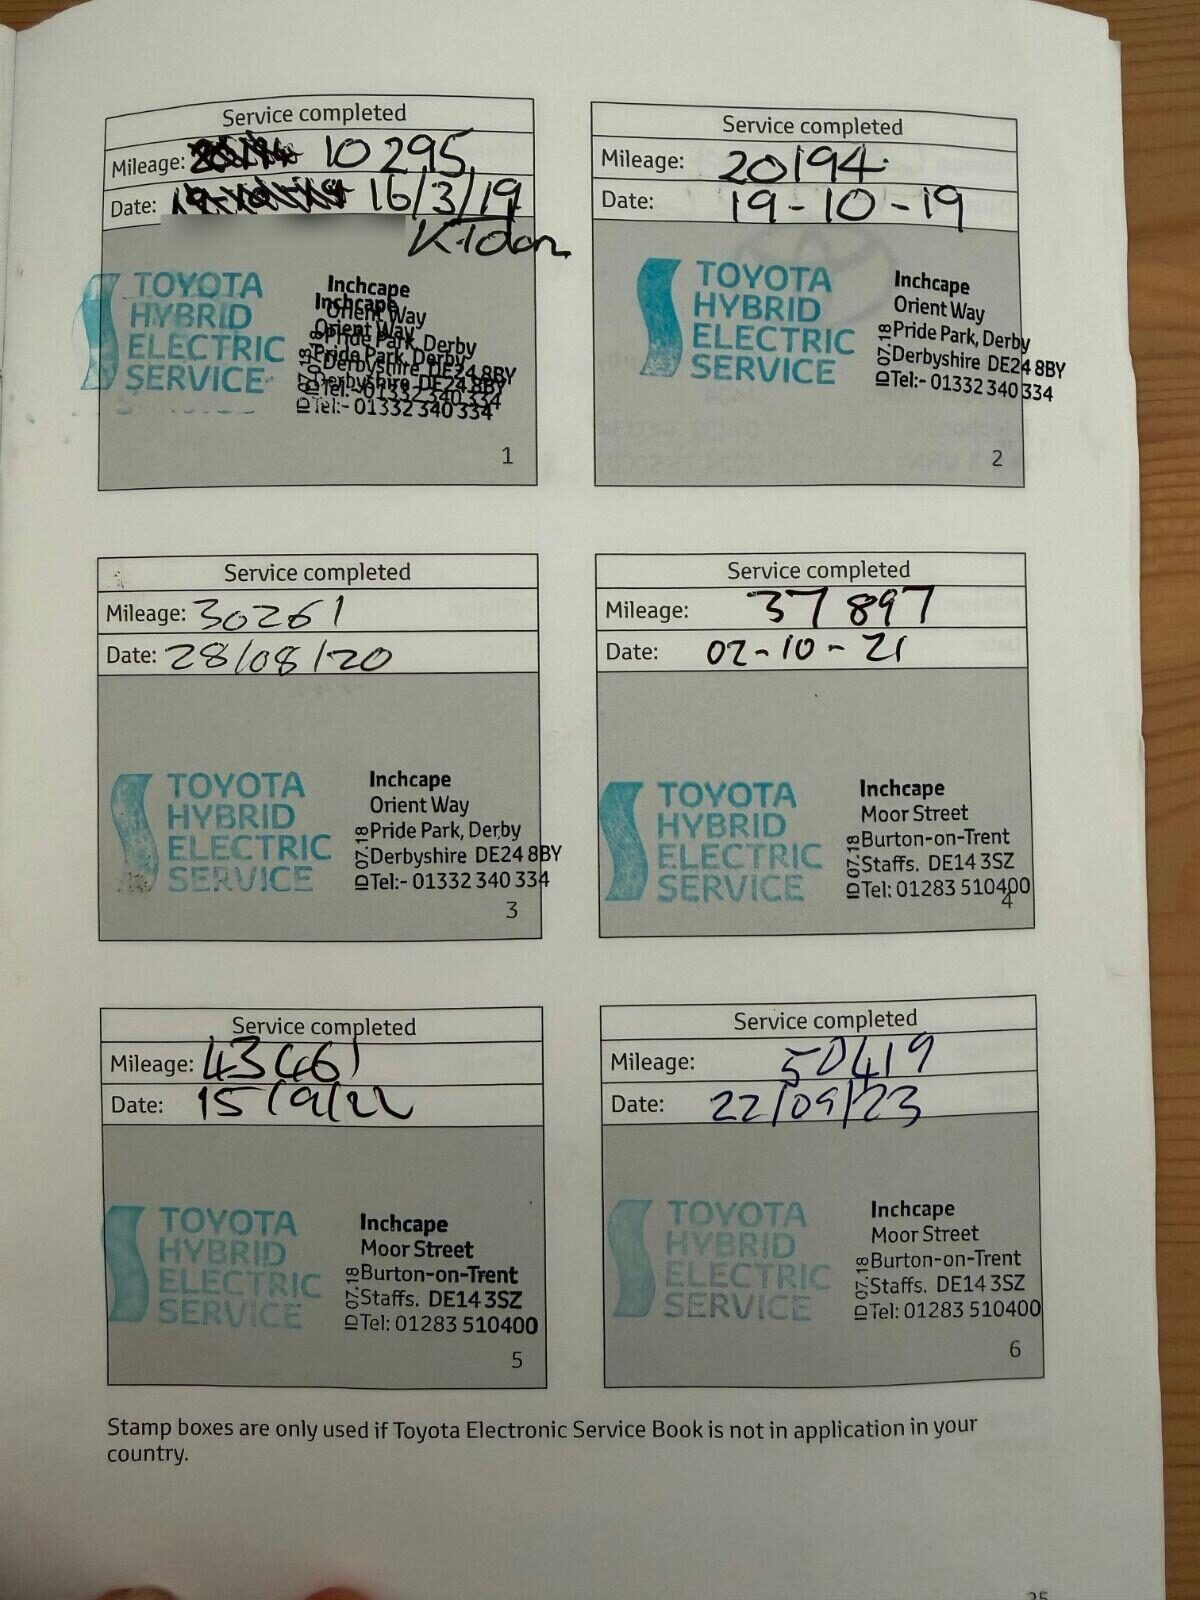 Service completed
Mileage: 10295
Date: 16/3/19
TOYOTA
HYBRID
ELECTRIC
SERVICE
Inchcape
Orient Way
Pride Park, Derby
Derbyshire DE24 8BY
Tel:- 01332 340 334
ID 07.18
1
Service completed
Mileage: 20194
Date: 19-10-19
TOYOTA
HYBRID
ELECTRIC
SERVICE
Inchcape
Orient Way
Pride Park, Derby
Derbyshire DE24 8BY
Tel:- 01332 340 334
ID 07.18
2
Service completed
Mileage: 30261
Date: 28/08/20
TOYOTA
HYBRID
ELECTRIC
SERVICE
Inchcape
Orient Way
Pride Park, Derby
Derbyshire DE24 8BY
Tel:- 01332 340 334
ID 07.18
3
Service completed
Mileage: 37897
Date: 02-10-21
TOYOTA
HYBRID
ELECTRIC
SERVICE
Inchcape
Moor Street
Burton-on-Trent
Staffs. DE14 3SZ
Tel: 01283 510400
ID 07.18
4
Service completed
Mileage: 43461
Date: 15/9/22
TOYOTA
HYBRID
ELECTRIC
SERVICE
Inchcape
Moor Street
Burton-on-Trent
Staffs. DE14 3SZ
Tel: 01283 510400
ID 07.18
5
Service completed
Mileage: 50419
Date: 22/09/23
TOYOTA
HYBRID
ELECTRIC
SERVICE
Inchcape
Moor Street
Burton-on-Trent
Staffs. DE14 3SZ
Tel: 01283 510400
ID 07.18
6
Stamp boxes are only used if Toyota Electronic Service Book is not in application in your
country.